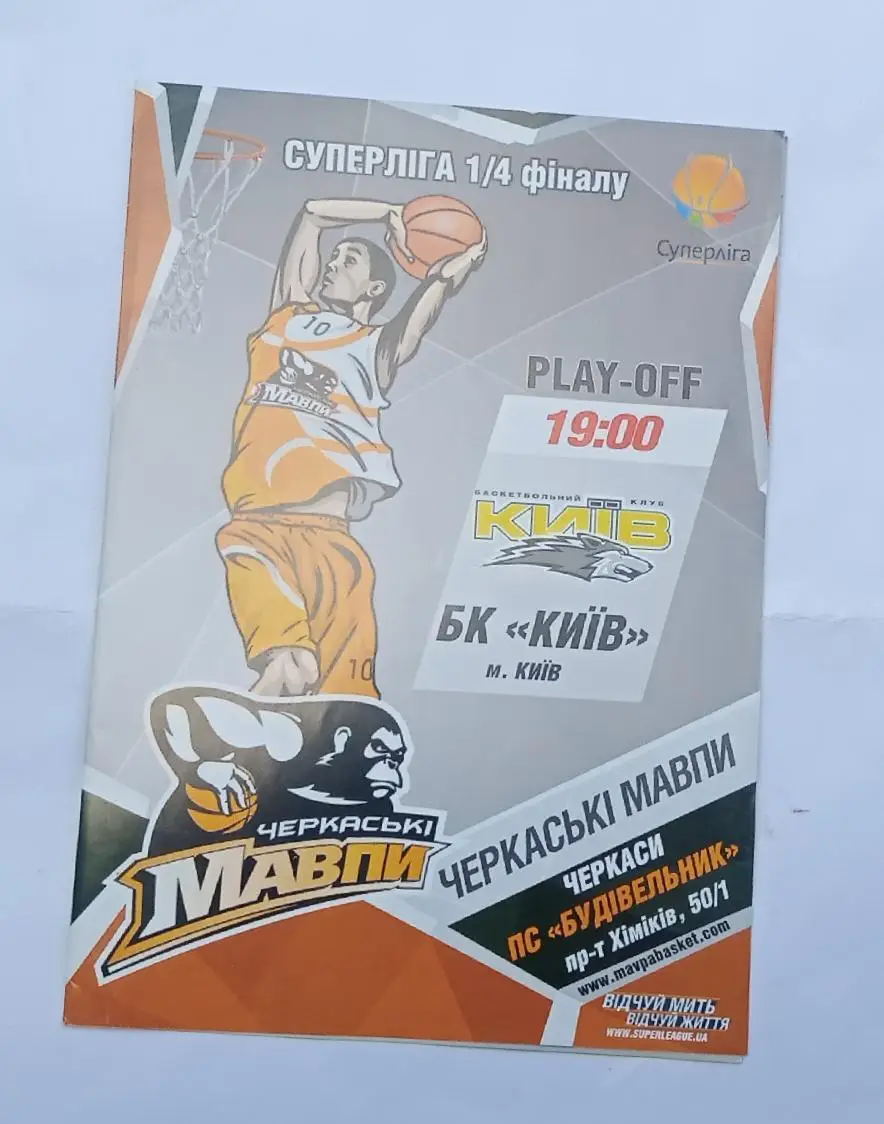 СУПЕРЛІГА 1/4 фіналу
Суперліга
10
МАВПИ
PLAY-OFF
19:00
БАСКЕТБОЛЬНИЙ КЛУБ
КИЇВ
БК «КИЇВ»
м. КИЇВ
10
ЧЕРКАСЬКІ
МАВПИ
ЧЕРКАСЬКІ МАВПИ
ЧЕРКАСИ
ПС «БУДІВЕЛЬНИК»
пр-т Хіміків, 50/1
www.mavpabasket.com
ВІДЧУЙ МИТЬ
ВІДЧУЙ ЖИТТЯ
WWW.SUPERLEAGUE.UA